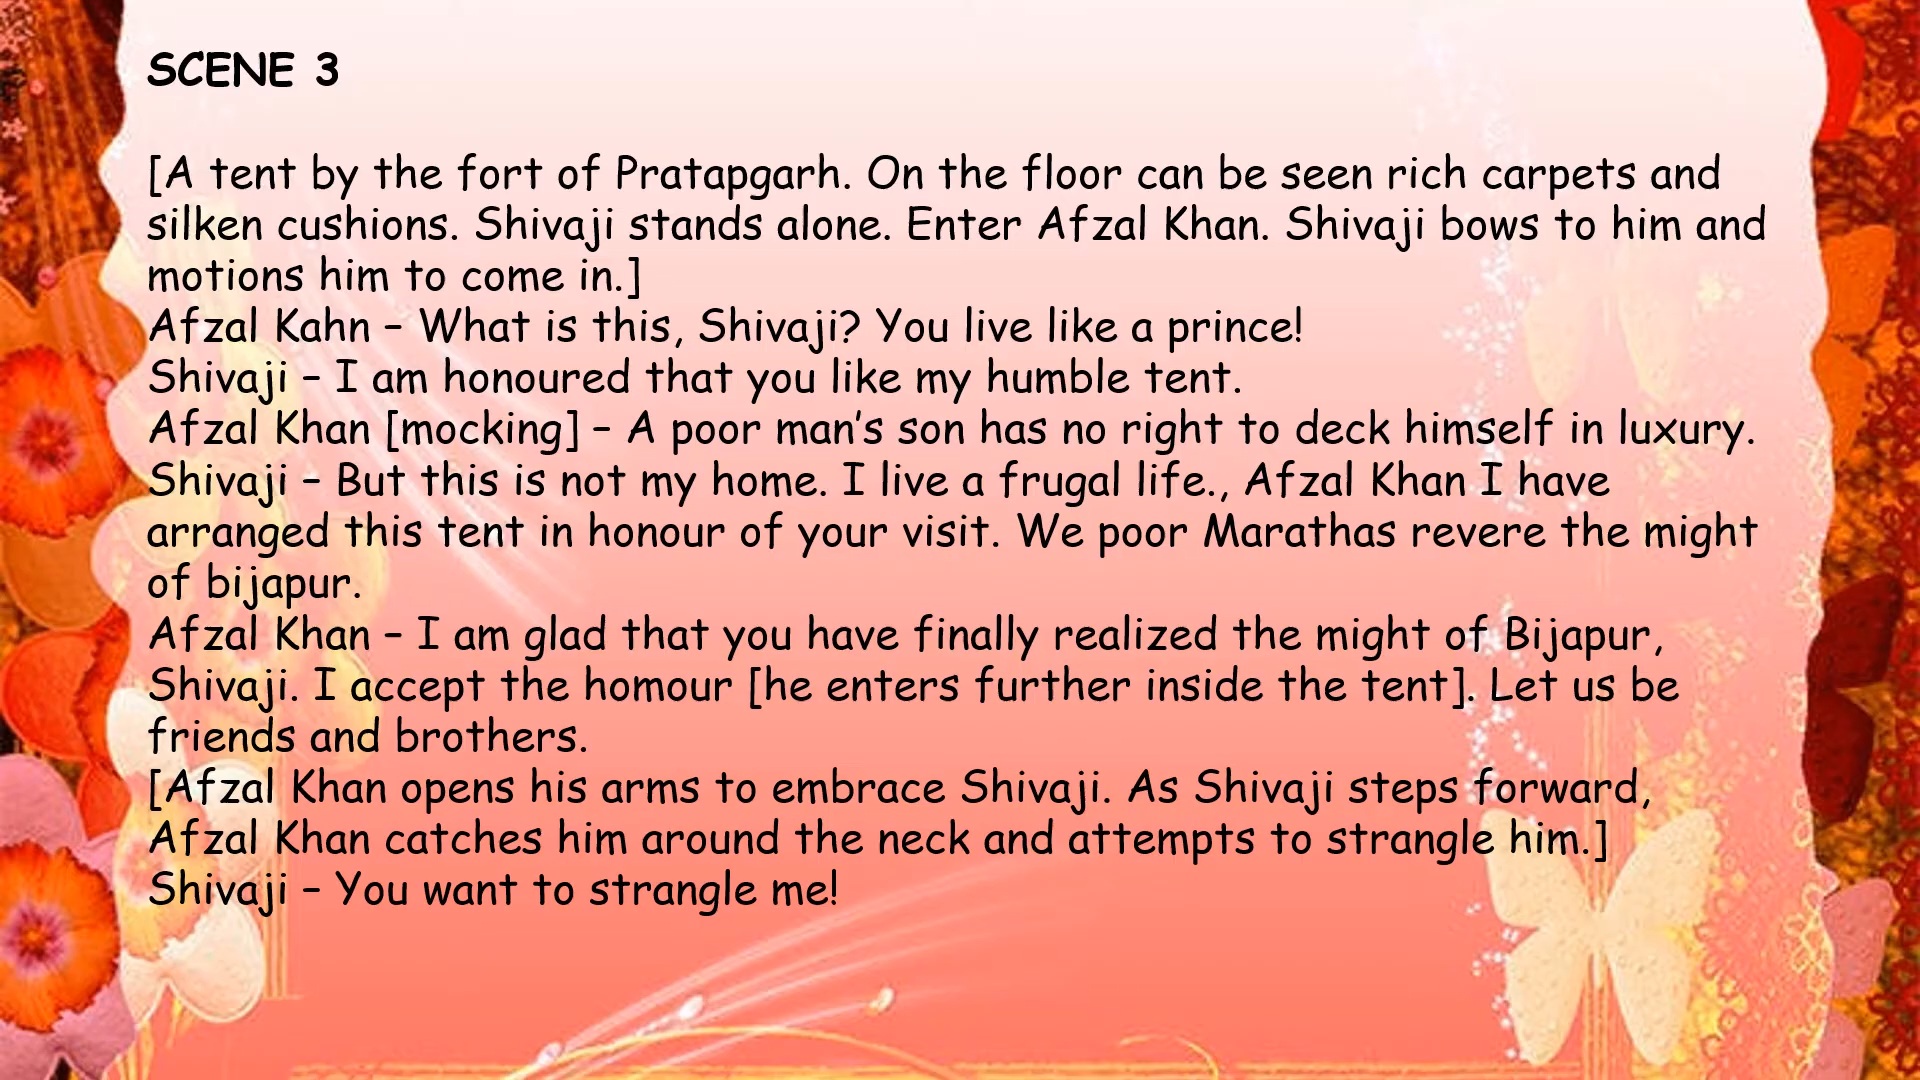 SCENE 3
[A tent by the fort of Pratapgarh. On the floor can be seen rich carpets and
silken cushions. Shivaji stands alone. Enter Afzal Khan. Shivaji bows to him and
motions him to come in.]
Afzal Kahn – What is this, Shivaji? You live like a prince!
Shivaji – I am honoured that you like my humble tent.
Afzal Khan [mocking] – A poor man’s son has no right to deck himself in luxury.
Shivaji – But this is not my home. I live a frugal life., Afzal Khan I have
arranged this tent in honour of your visit. We poor Marathas revere the might
of bijapur.
Afzal Khan – I am glad that you have finally realized the might of Bijapur,
Shivaji. I accept the homour [he enters further inside the tent]. Let us be
friends and brothers.
[Afzal Khan opens his arms to embrace Shivaji. As Shivaji steps forward,
Afzal Khan catches him around the neck and attempts to strangle him.]
Shivaji – You want to strangle me!